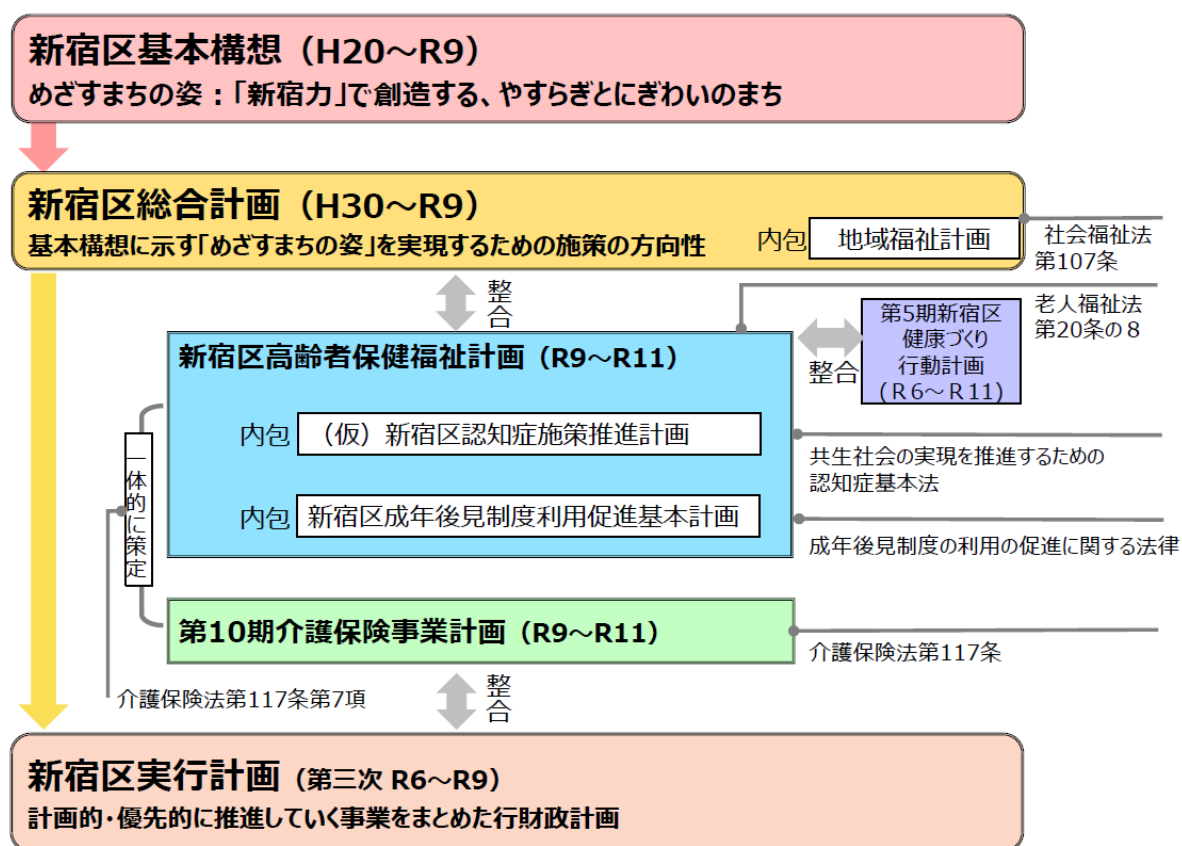 新宿区基本構想（H20～R9）
めざすまちの姿：「新宿力」で創造する、やすらぎとにぎわいのまち
新宿区総合計画（H30～R9）
基本構想に示す「めざすまちの姿」を実現するための施策の方向性
内包
地域福祉計画
社会福祉法
第107条
整合
老人福祉法
第20条の８
新宿区高齢者保健福祉計画（R9～R11）
整合
第5期新宿区
健康づくり
行動計画
（Ｒ６～Ｒ11）
内包
（仮）新宿区認知症施策推進計画
共生社会の実現を推進するための
認知症基本法
一体的に策定
内包
新宿区成年後見制度利用促進基本計画
成年後見制度の利用の促進に関する法律
第10期介護保険事業計画（R9～R11）
介護保険法第117条
介護保険法第117条第7項
整合
新宿区実行計画（第三次 R6～R9）
計画的・優先的に推進していく事業をまとめた行財政計画